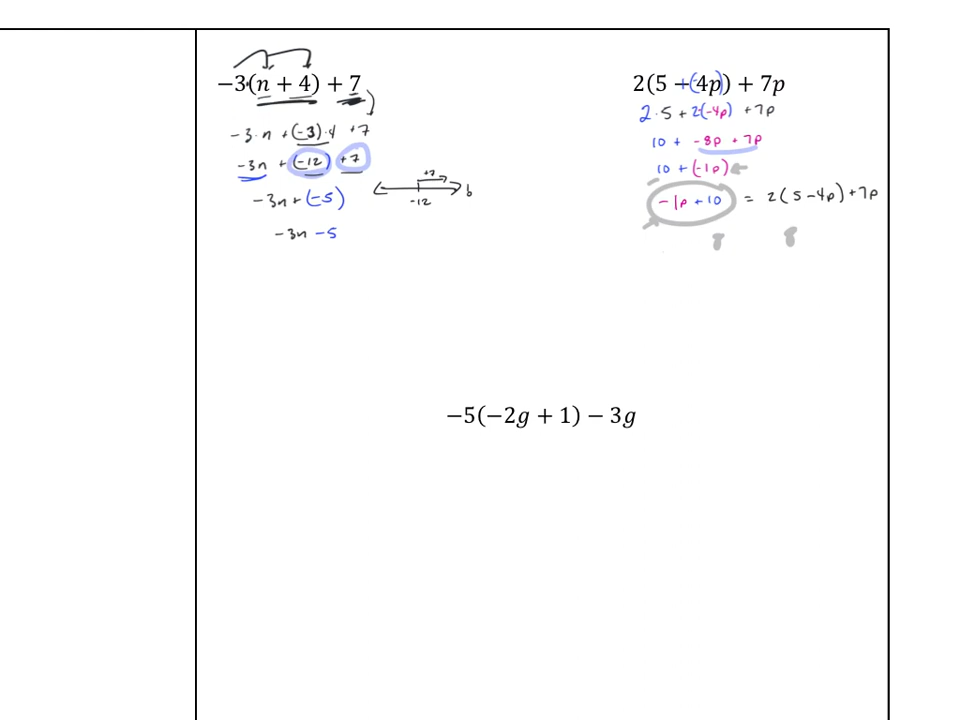 −3(n + 4) + 7
-3·n +(-3)·4 +7
-3n + (-12) +7
-3n + (-5)
-3n -5
+7
-12
2(5 −+(-4p)) + 7p
2·5 + 2(-4p) +7p
10 + -8p + 7p
10 + (-1p)
-1p + 10 = 2(5-4p)+7p
−5(−2g + 1) − 3g